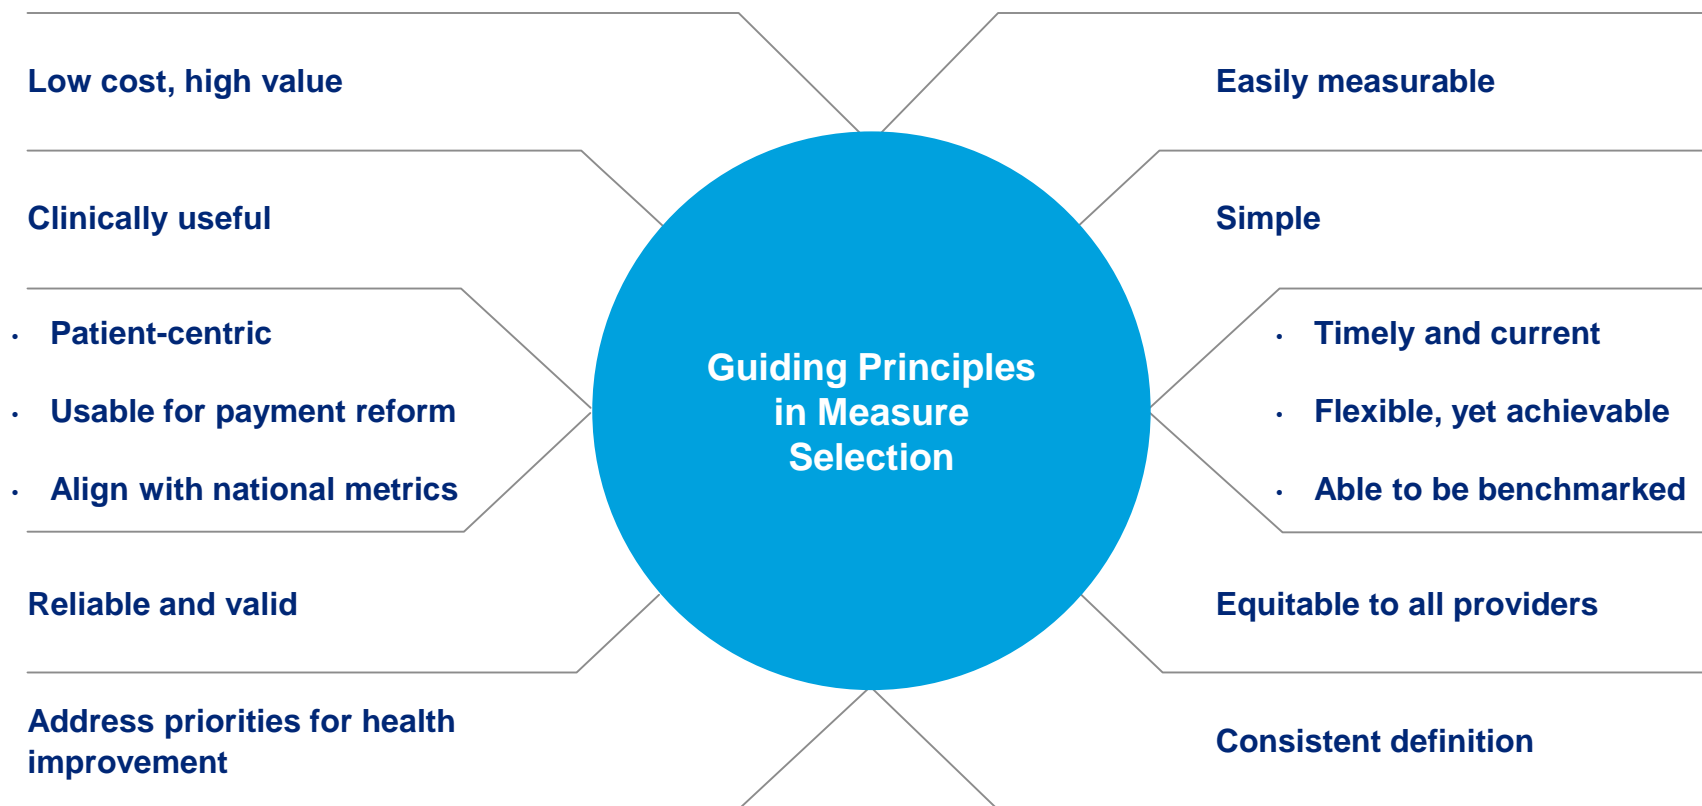 Low cost, high value
Clinically useful
• Patient-centric
• Usable for payment reform
• Align with national metrics
Reliable and valid
Address priorities for health
improvement
Guiding Principles
in Measure
Selection
Easily measurable
Simple
• Timely and current
• Flexible, yet achievable
• Able to be benchmarked
Equitable to all providers
Consistent definition